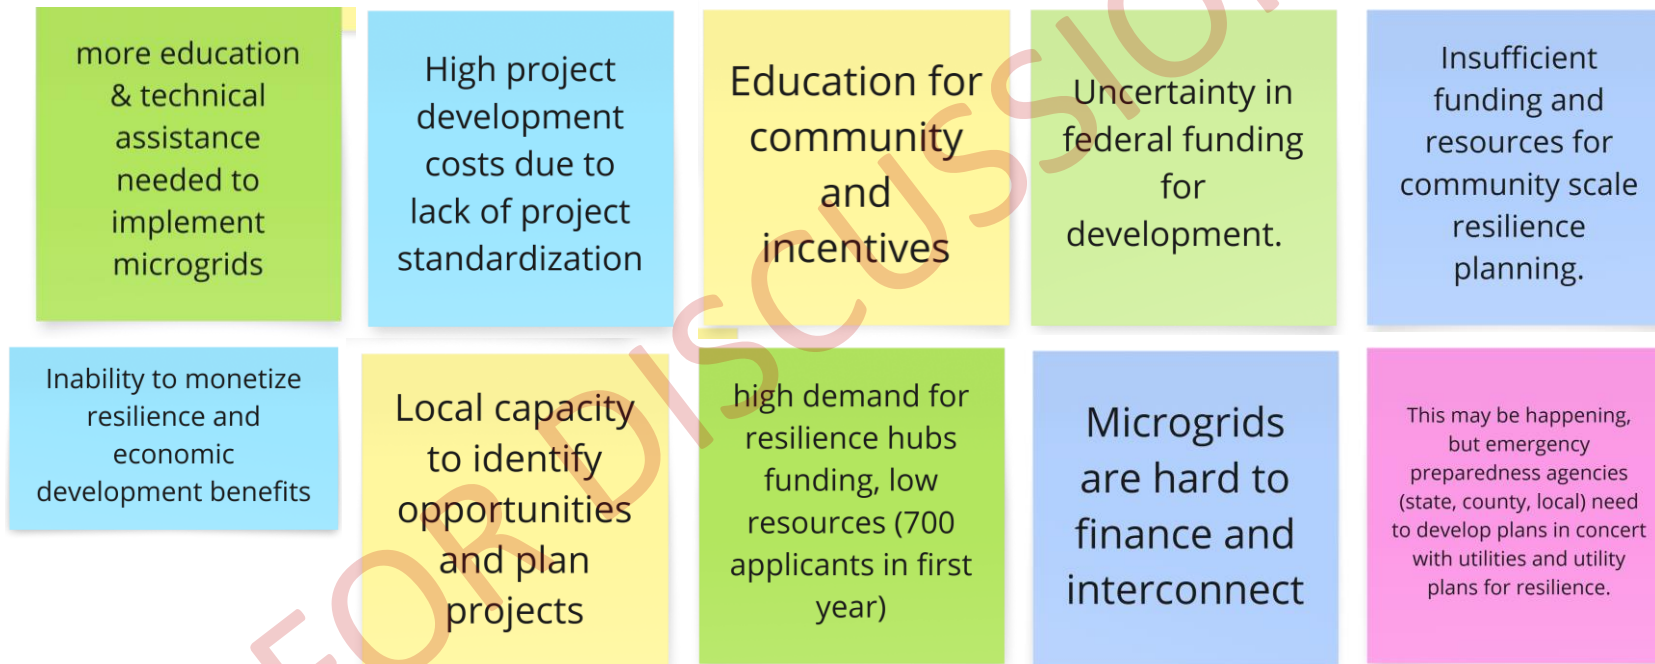 more education
& technical
assistance
needed to
implement
microgrids
High project
development
costs due to
lack of project
standardization
Education for
community
and
incentives
Uncertainty in
federal funding
for
development.
Insufficient
funding and
resources for
community scale
resilience
planning.
Inability to monetize
resilience and
economic
development benefits
Local capacity
to identify
opportunities
and plan
projects
high demand for
resilience hubs
funding, low
resources (700
applicants in first
year)
Microgrids
are hard to
finance and
interconnect
This may be happening,
but emergency
preparedness agencies
(state, county, local) need
to develop plans in concert
with utilities and utility
plans for resilience.
FOR DISCUSSION